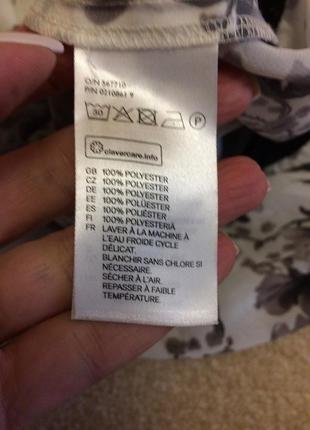 O/N 567710
P/N 0210861 9
30 P
clevercare.info
GB 100% POLYESTER
CZ 100% POLYESTER
DE 100% POLYESTER
EE 100% POLÜESTER
ES 100% POLIÉSTER
FI 100% POLYESTERIÄ
FR LAVER À LA MACHINE À
L'EAU FROIDE CYCLE
DÉLICAT.
BLANCHIR SANS CHLORE SI
NÉCESSAIRE.
SÉCHER À L'AIR.
REPASSER À FAIBLE
TEMPÉRATURE.